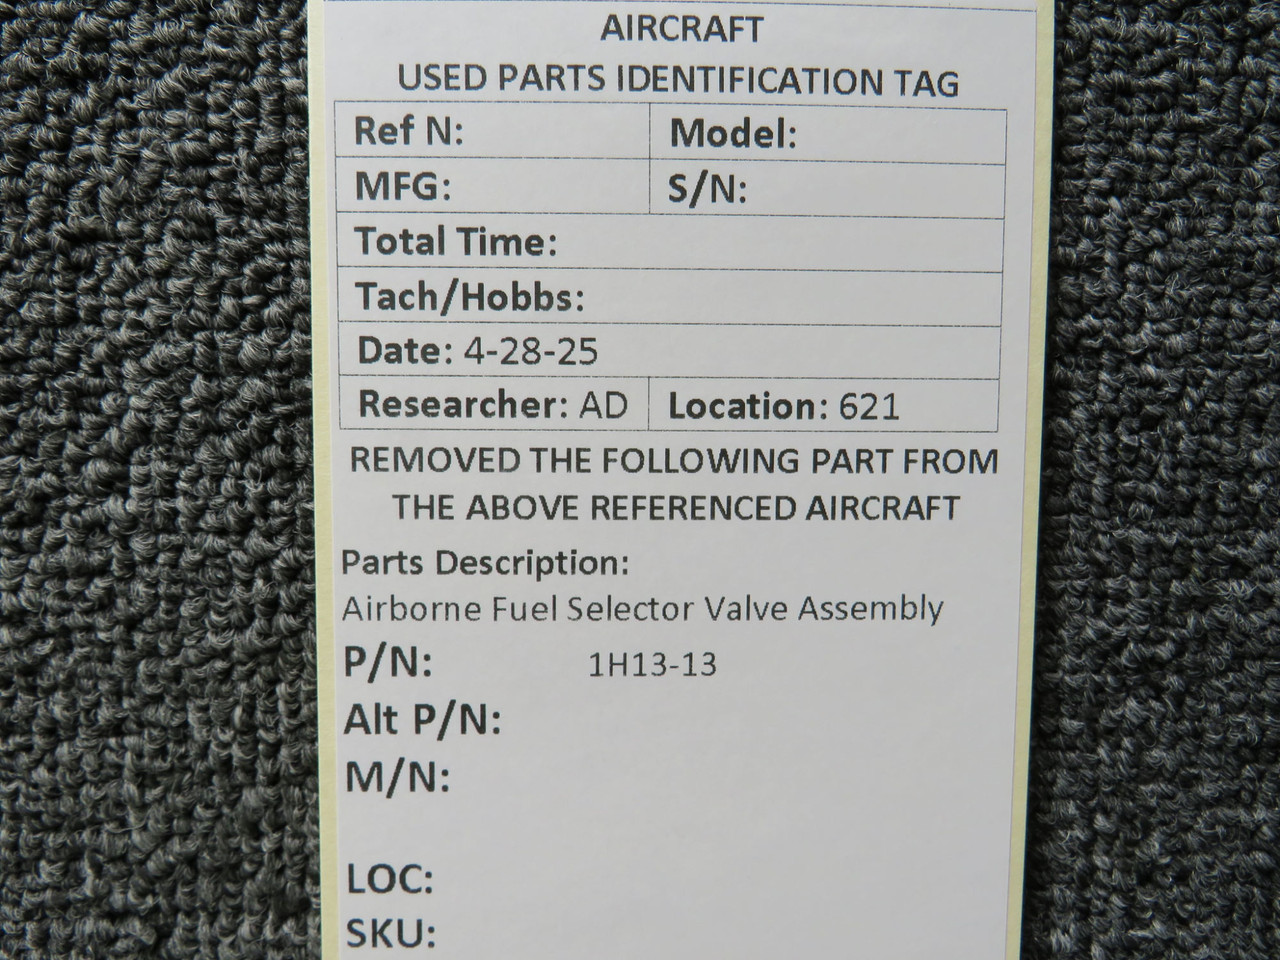 AIRCRAFT
USED PARTS IDENTIFICATION TAG
Ref N: Model:
MFG: S/N:
Total Time:
Tach/Hobbs:
Date: 4-28-25
Researcher: AD Location: 621
REMOVED THE FOLLOWING PART FROM
THE ABOVE REFERENCED AIRCRAFT
Parts Description:
Airborne Fuel Selector Valve Assembly
P/N: 1H13-13
Alt P/N:
M/N:
LOC:
SKU: